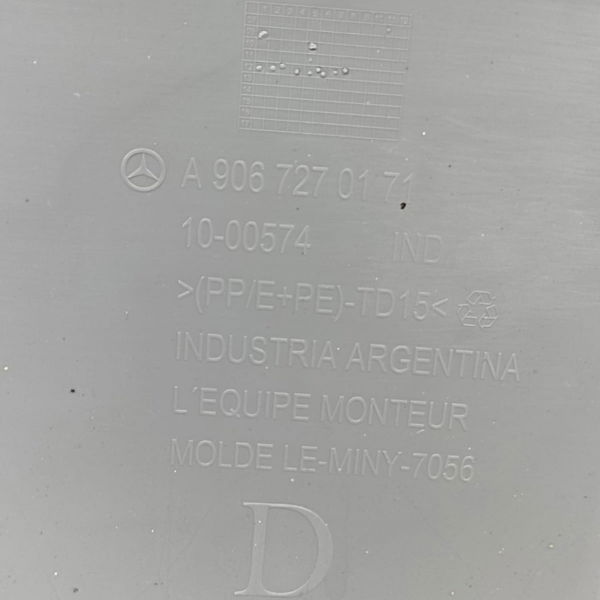 A 906 727 01 71
10-00574 IND.
>(PP/E+PE)-TD15<
INDUSTRIA ARGENTINA
L´EQUIPE MONTEUR
MOLDE LE-MINY-7056
D